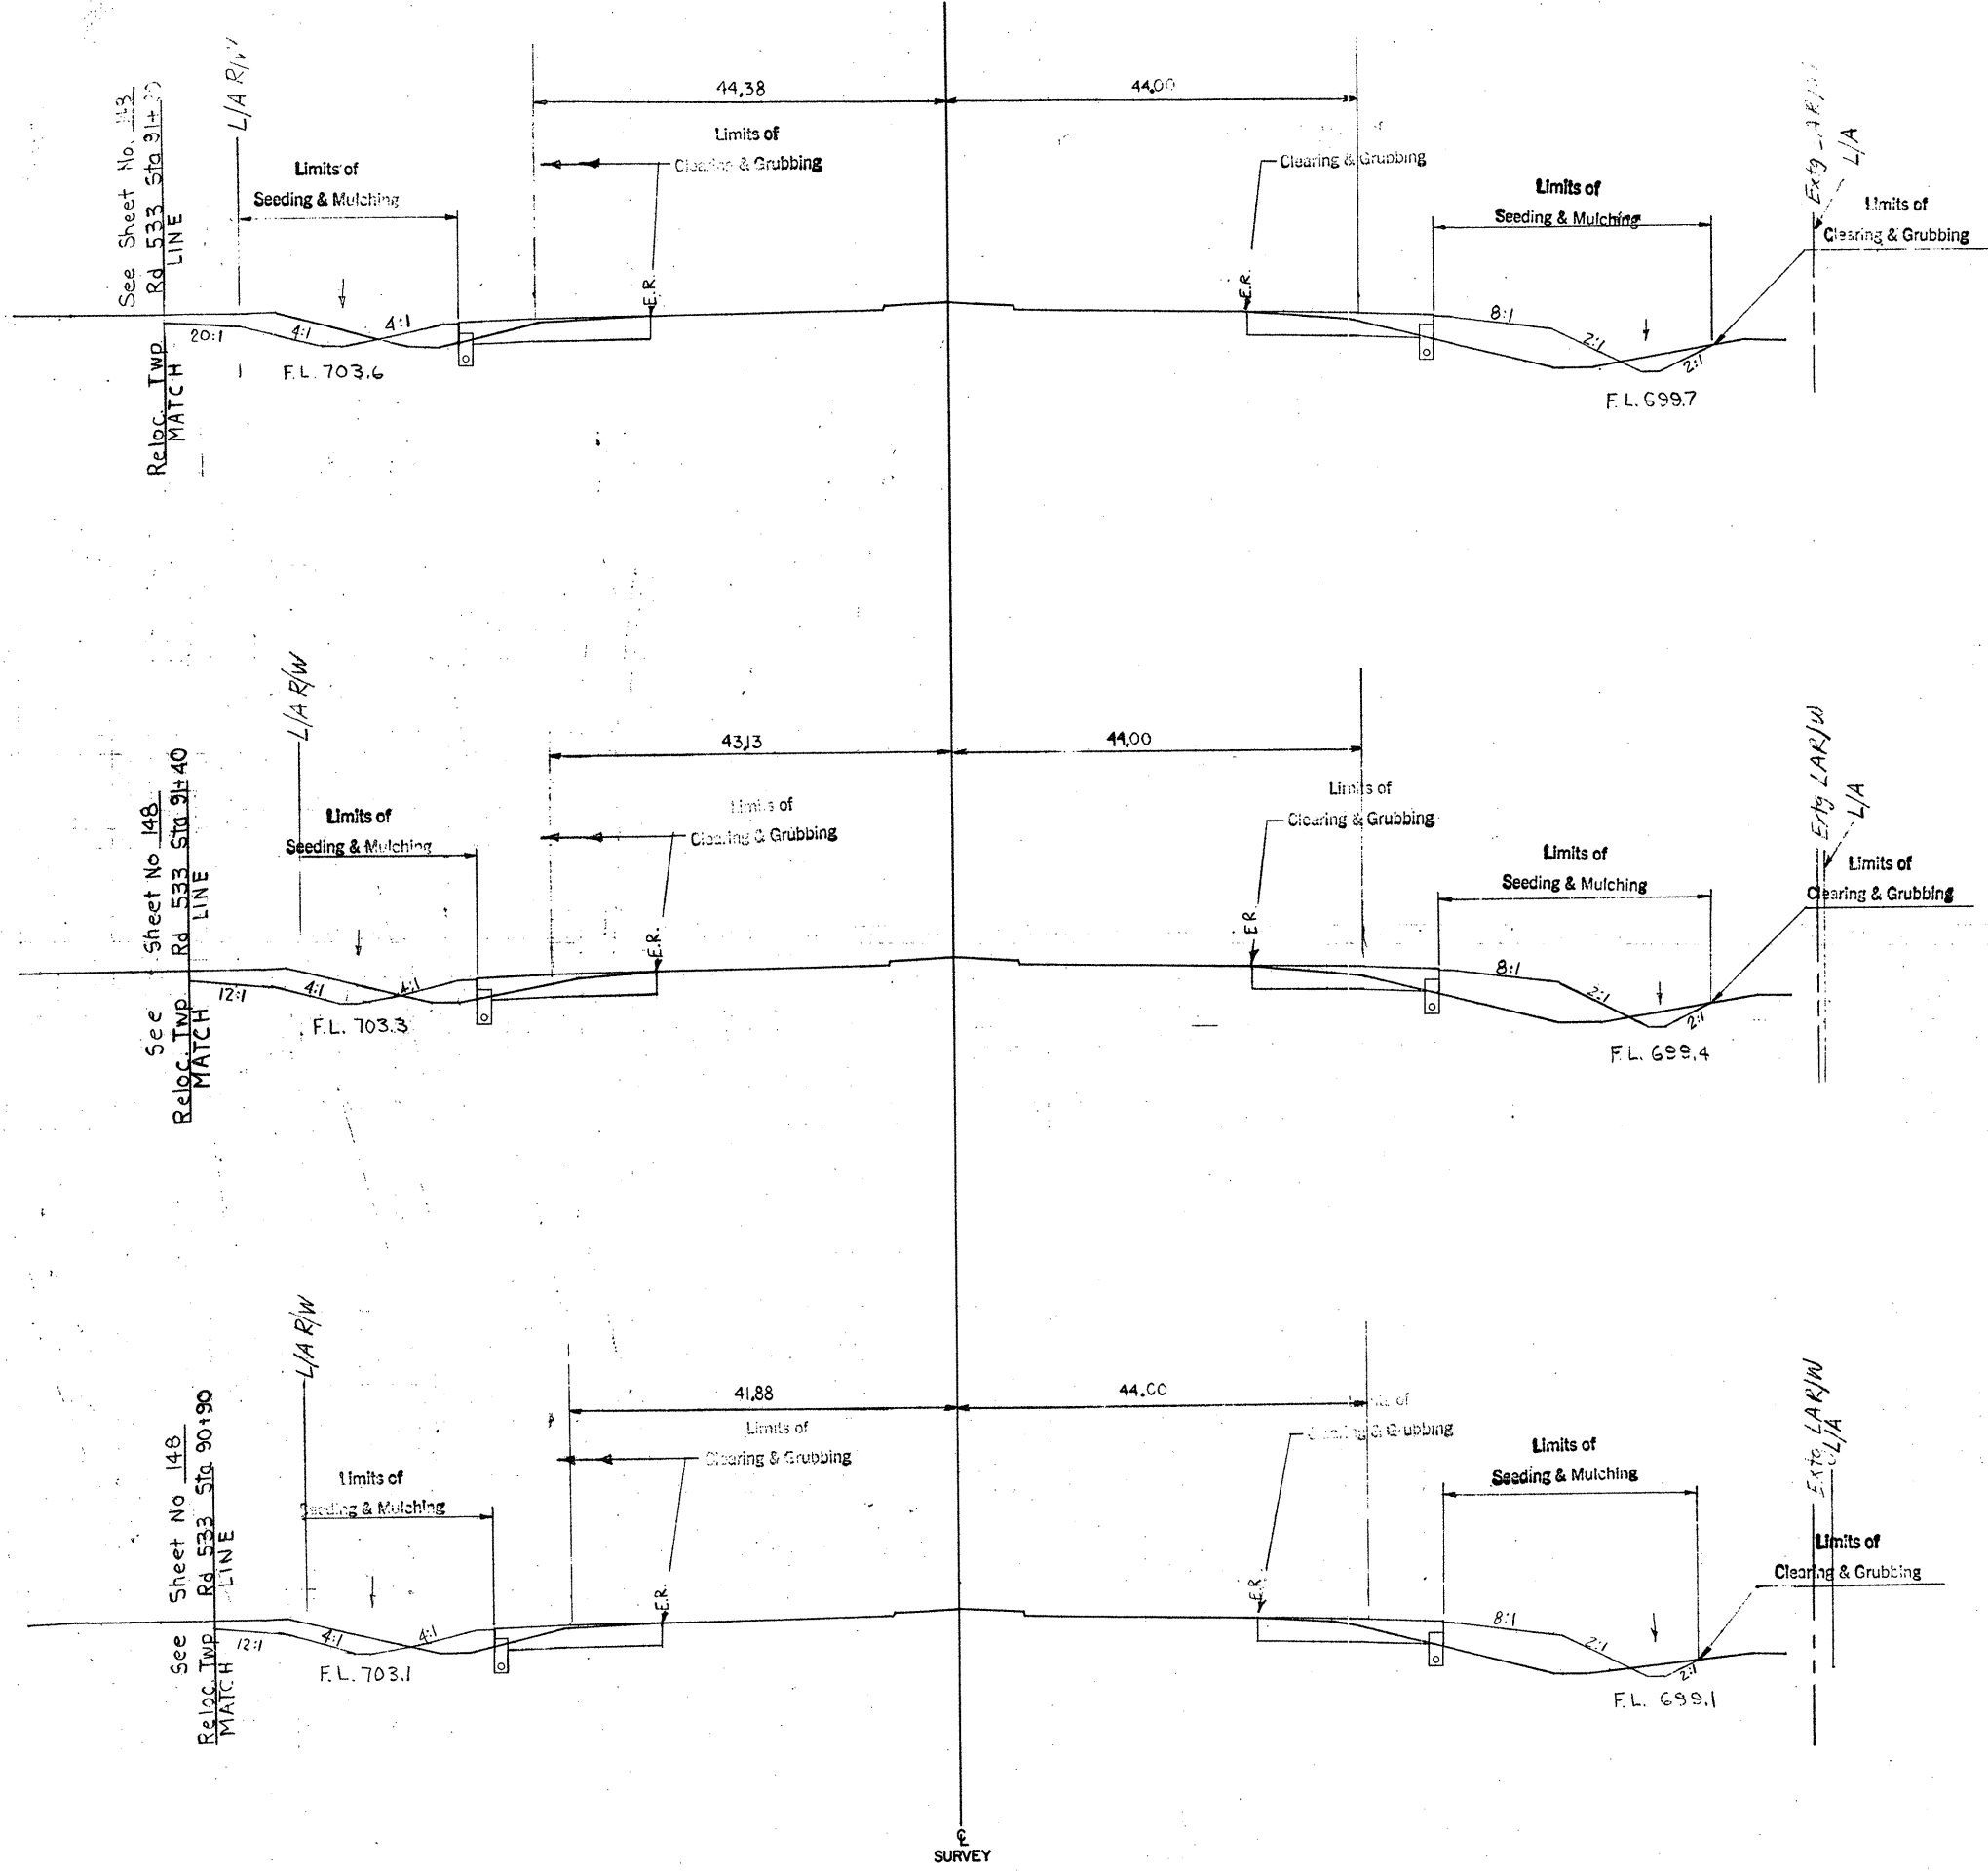 See Sheet No.
Reloc. Twp Rd 533 Sta 91+
MATCH LINE
L/A R/W
44.38
44.00
Limits of
Clearing & Grubbing
Limits of
Seeding & Mulching
Clearing & Grubbing
Limits of
Seeding & Mulching
Extg
L/A
Limits of
Clearing & Grubbing
E.R.
E.R.
20:1
4:1
4:1
F.L. 703.6
8:1
2:1
2:1
F.L. 699.7
See Sheet No 148
Reloc. Twp Rd 533 Sta 91+40
MATCH LINE
L/A R/W
43.13
44.00
Limits of
Clearing & Grubbing
Limits of
Seeding & Mulching
Limits of
Clearing & Grubbing
Limits of
Seeding & Mulching
Extg LAR/W
L/A
Limits of
Clearing & Grubbing
E.R.
E.R.
12:1
4:1
4:1
F.L. 703.3
8:1
2:1
2:1
F.L. 699.4
See Sheet No 148
Reloc. Twp Rd 533 Sta 90+90
MATCH LINE
L/A R/W
41.88
44.00
Limits of
Clearing & Grubbing
Limits of
Seeding & Mulching
Limits of
Clearing & Grubbing
Limits of
Seeding & Mulching
Extg LAR/W
L/A
Limits of
Clearing & Grubbing
E.R.
E.R.
12:1
4:1
4:1
F.L. 703.1
8:1
2:1
2:1
F.L. 699.1
℄
SURVEY